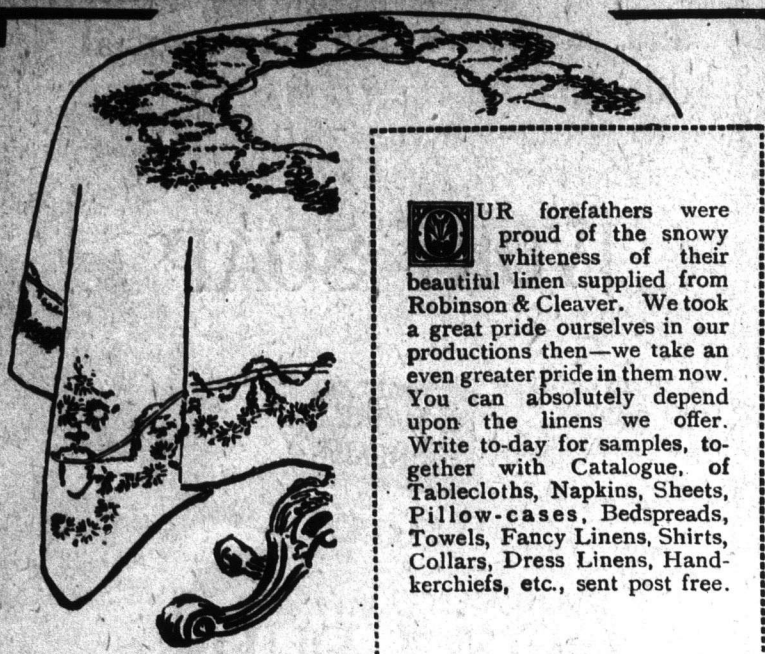 OUR forefathers were
proud of the snowy
whiteness of their
beautiful linen supplied from
Robinson & Cleaver. We took
a great pride ourselves in our
productions then—we take an
even greater pride in them now.
You can absolutely depend
upon the linens we offer.
Write to-day for samples, to-
gether with Catalogue, of
Tablecloths, Napkins, Sheets,
Pillow-cases, Bedspreads,
Towels, Fancy Linens, Shirts,
Collars, Dress Linens, Hand-
kerchiefs, etc., sent post free.